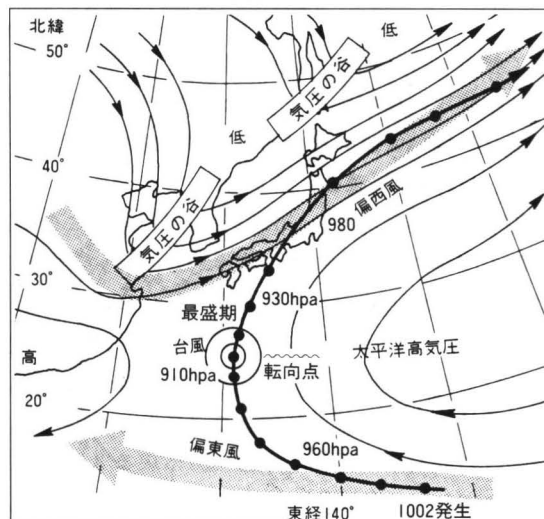 北緯
50°
低
気圧の谷
低
40°
気圧の谷
偏西風
980
30°
930hpa
最盛期
台風
太平洋高気圧
高
910hpa
転向点
20°
偏東風
960hpa
東経140°
1002発生